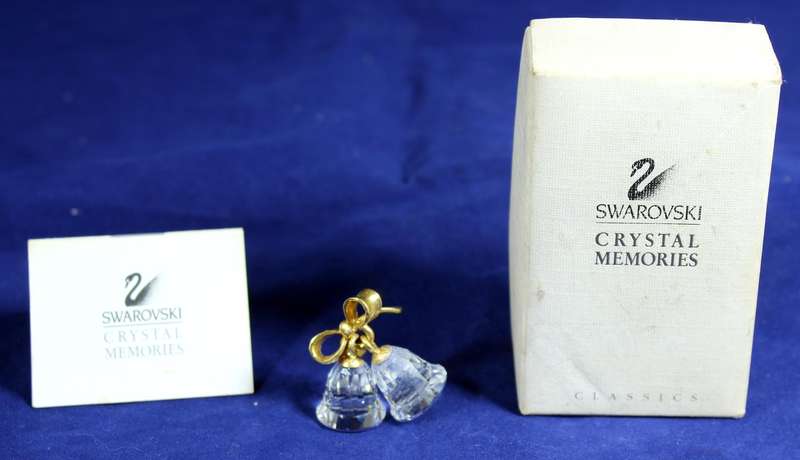 SWAROVSKI
CRYSTAL
MEMORIES
SWAROVSKI
CRYSTAL
MEMORIES
CLASSICS